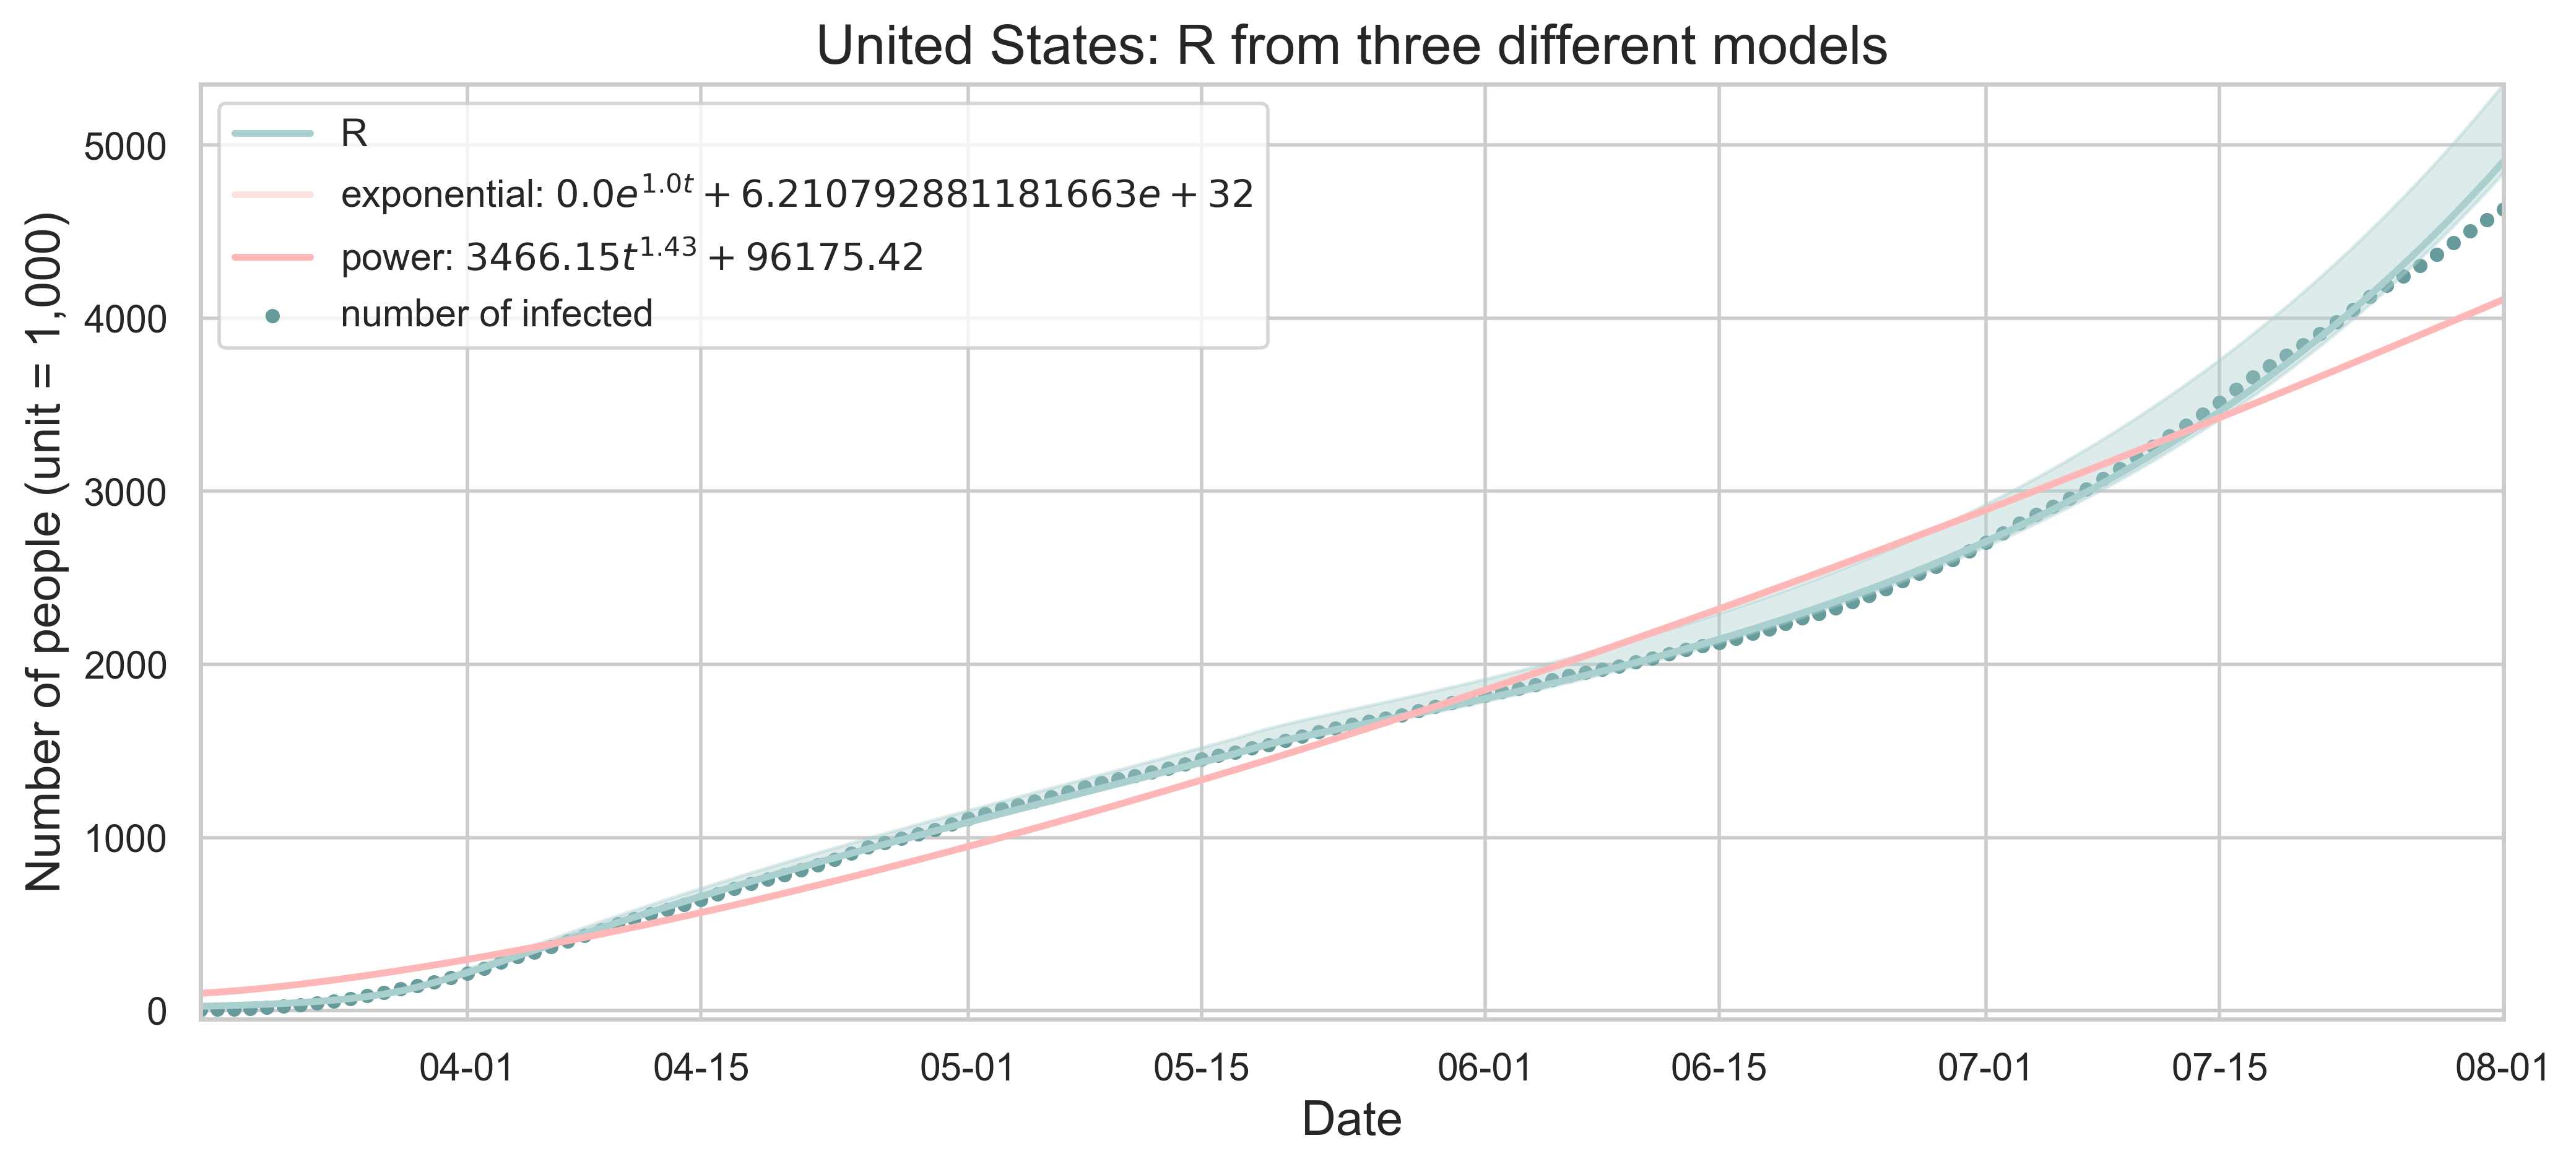 United States: R from three different models
R
exponential: 0.0e^{1.0t} + 6.210792881181663e + 32
power: 3466.15t^{1.43} + 96175.42
number of infected
Number of people (unit = 1,000)
5000
4000
3000
2000
1000
0
04-01 04-15 05-01 05-15 06-01 06-15 07-01 07-15 08-01
Date